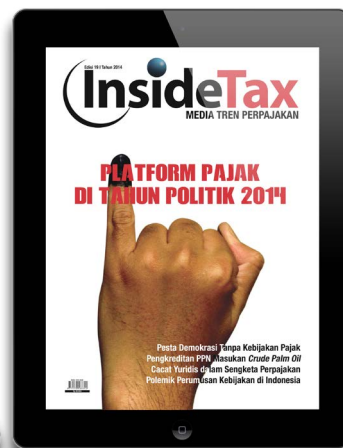 Edisi 19 | Tahun 2014
InsideTax
MEDIA TREN PERPAJAKAN
PLATFORM PAJAK
DI TAHUN POLITIK 2014
Pesta Demokrasi Tanpa Kebijakan Pajak
Pengkreditan PPN Masukan Crude Palm Oil
Cacat Yuridis dalam Sengketa Perpajakan
Polemik Perumusan Kebijakan di Indonesia